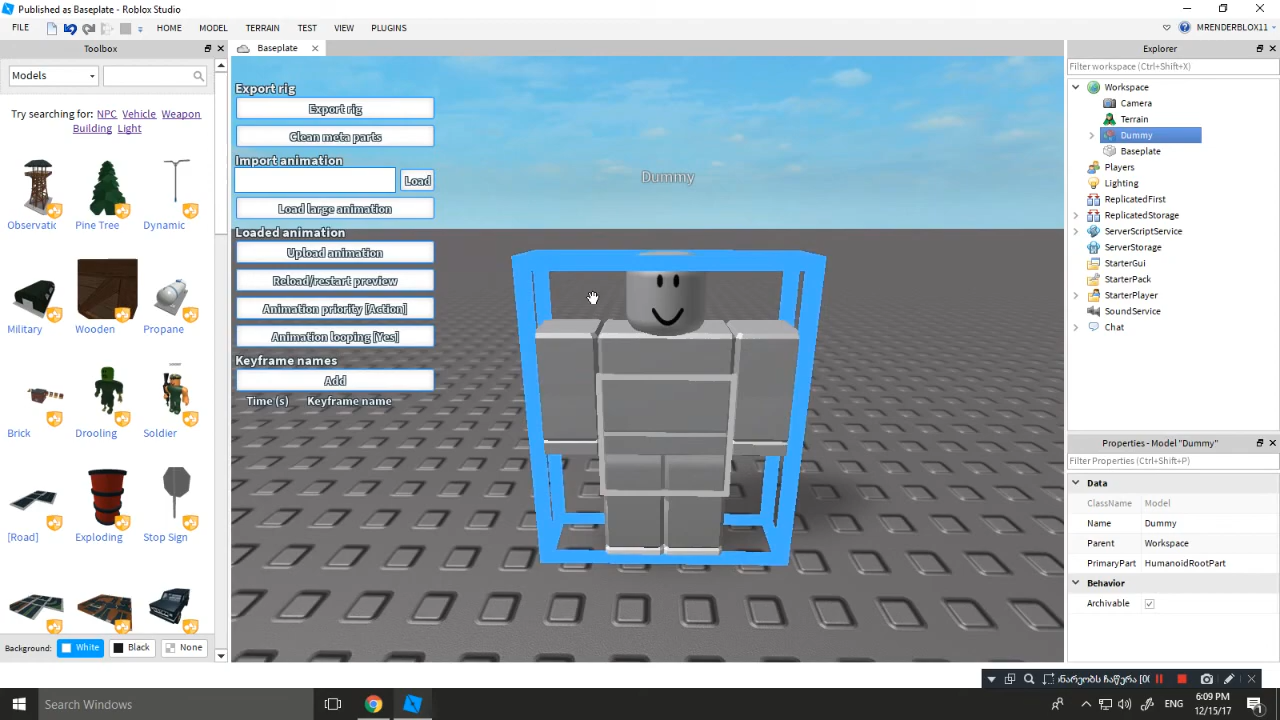 Published as Baseplate - Roblox Studio
FILE HOME MODEL TERRAIN TEST VIEW PLUGINS MRENDERBLOX11
Toolbox
Models
Try searching for: NPC Vehicle Weapon
Building Light
Observatic Pine Tree Dynamic
Military Wooden Propane
Brick Drooling Soldier
[Road] Exploding Stop Sign
Background: White Black None
Baseplate
Export rig
Export rig
Clean meta parts
Import animation
Load
Load large animation
Loaded animation
Upload animation
Reload/restart preview
Animation priority [Action]
Animation looping [Yes]
Keyframe names
Add
Time (s) Keyframe name
Dummy
Explorer
Filter workspace (Ctrl+Shift+X)
Workspace
Camera
Terrain
Dummy
Baseplate
Players
Lighting
ReplicatedFirst
ReplicatedStorage
ServerScriptService
ServerStorage
StarterGui
StarterPack
StarterPlayer
SoundService
Chat
Properties - Model "Dummy"
Filter Properties (Ctrl+Shift+P)
Data
ClassName Model
Name Dummy
Parent Workspace
PrimaryPart HumanoidRootPart
Behavior
Archivable
Search Windows
6:09 PM
12/15/17